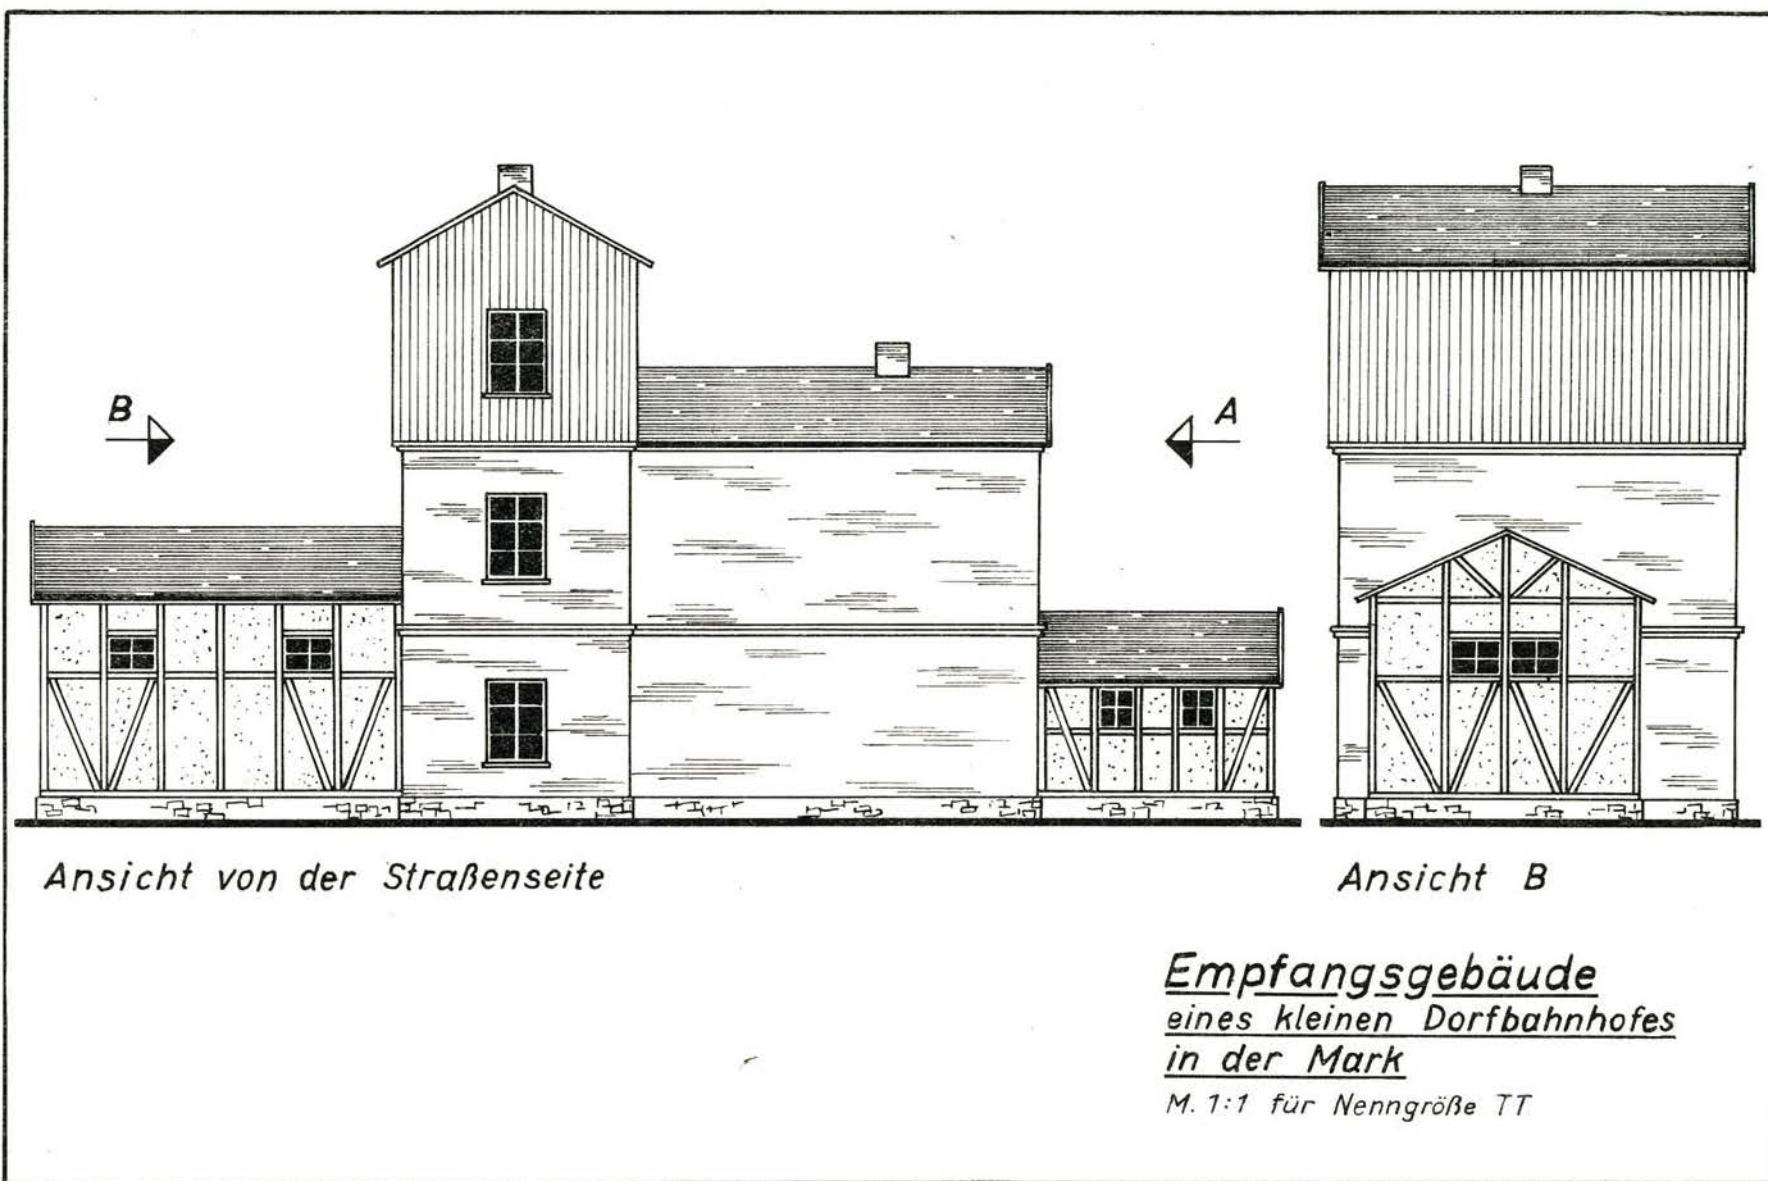 B
A
Ansicht von der Straßenseite
Ansicht B
Empfangsgebäude
eines kleinen Dorfbahnhofes
in der Mark
M. 1:1 für Nenngröße TT